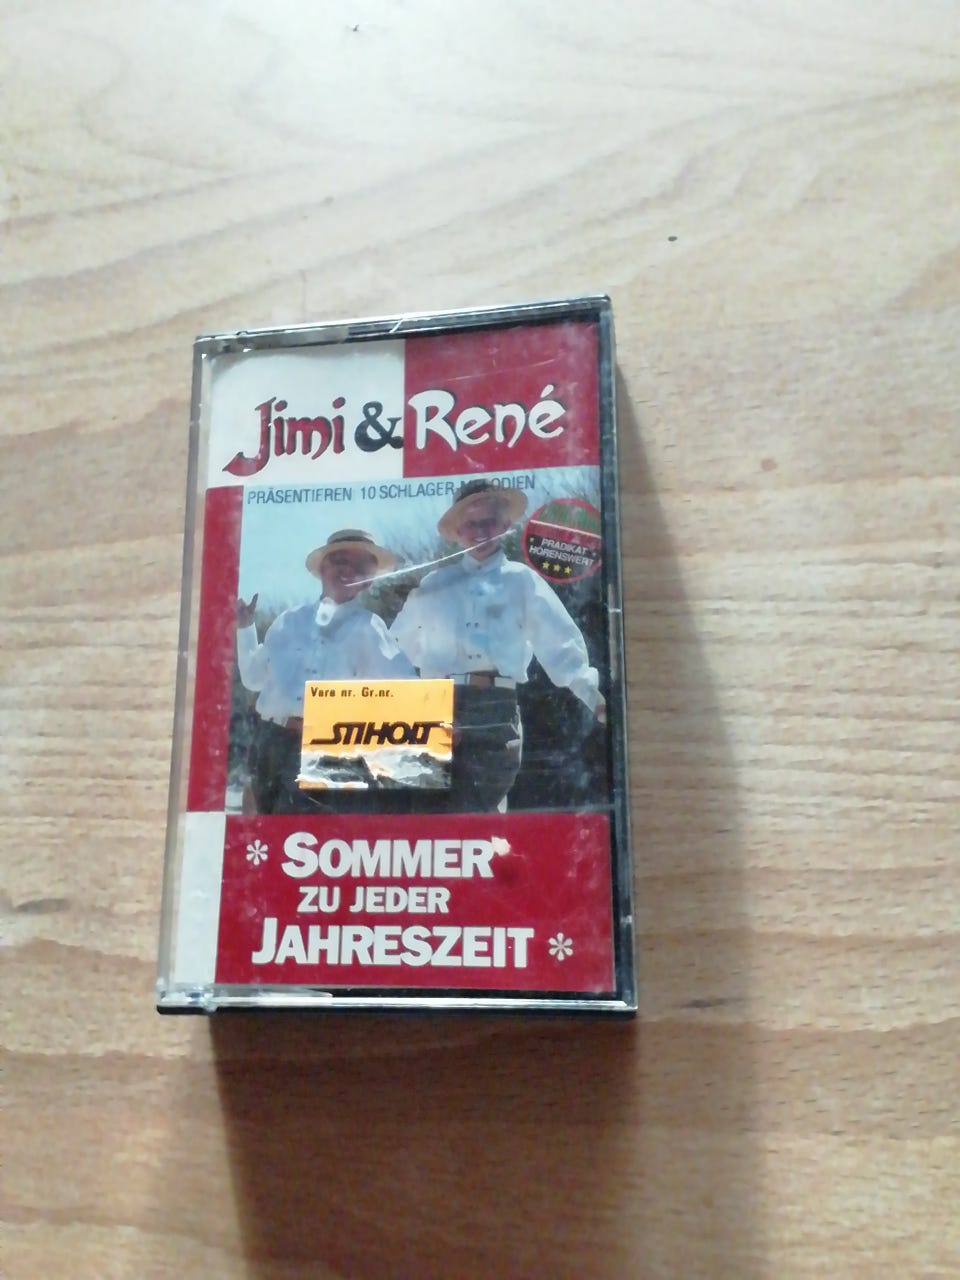 Jimi & René
PRÄSENTIEREN 10 SCHLAGER-MELODIEN
PRÄDIKAT
HÖRENSWERT
Vare nr. Gr.nr.
STIHOLT
* SOMMER
ZU JEDER
JAHRESZEIT *